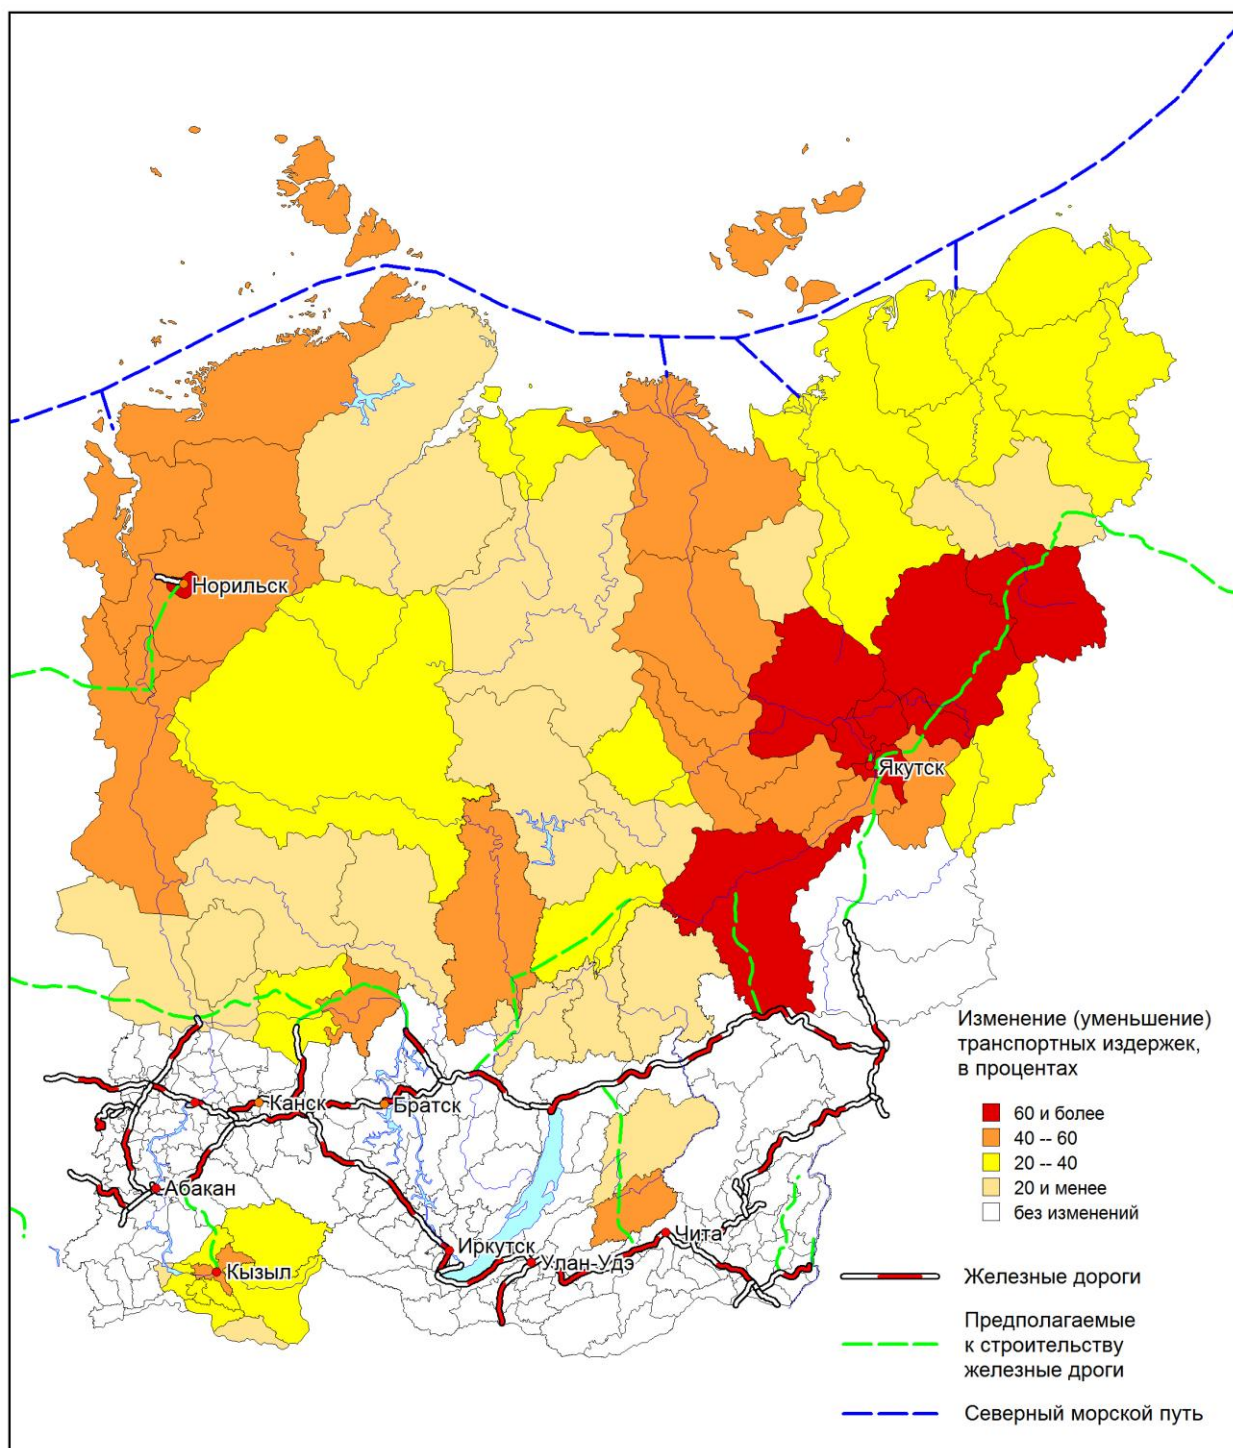 Норильск
Якутск
Канск
Братск
Абакан
Иркутск
Улан-Удэ
Чита
Кызыл
Изменение (уменьшение)
транспортных издержек,
в процентах
60 и более
40 -- 60
20 -- 40
20 и менее
без изменений
Железные дороги
Предполагаемые
к строительству
железные дроги
Северный морской путь